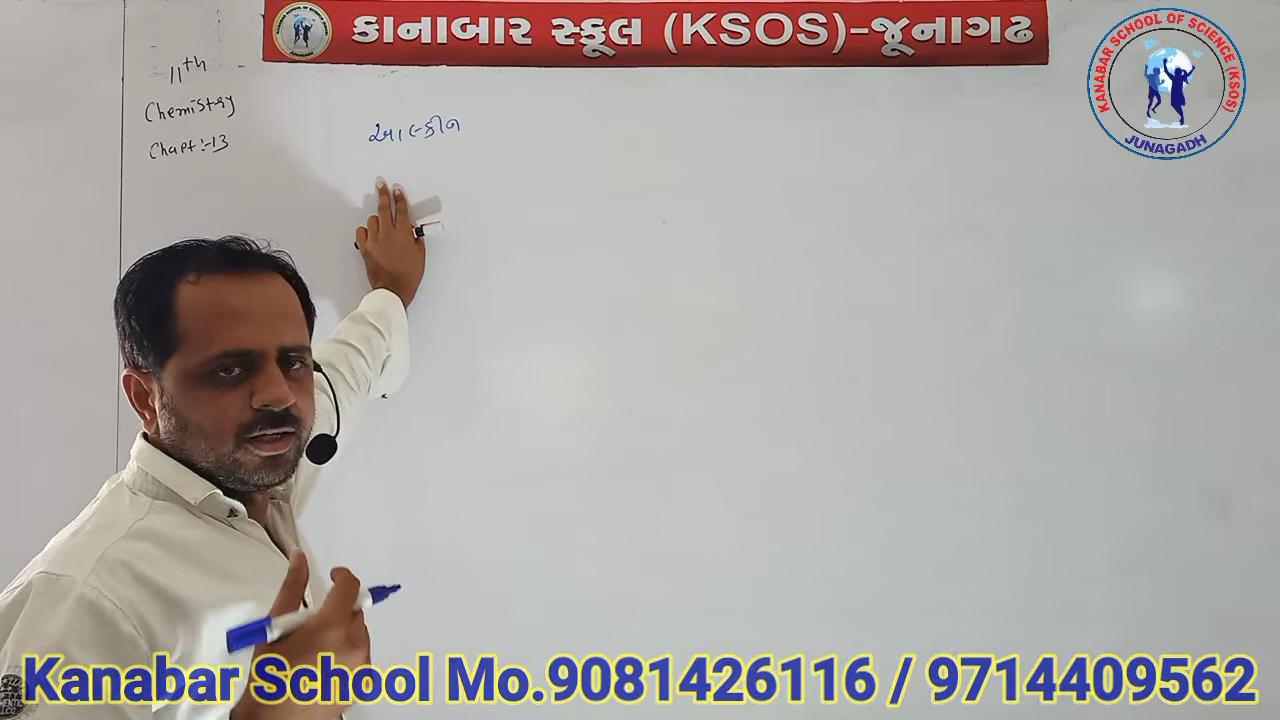 કાનાબાર સ્કૂલ (KSOS)-જૂનાગઢ
KANABAR SCHOOL OF SCIENCE (KSOS)
JUNAGADH
11th
Chemistry
Chapt :- 13
આલ્કીન
Kanabar School Mo.9081426116 / 9714409562